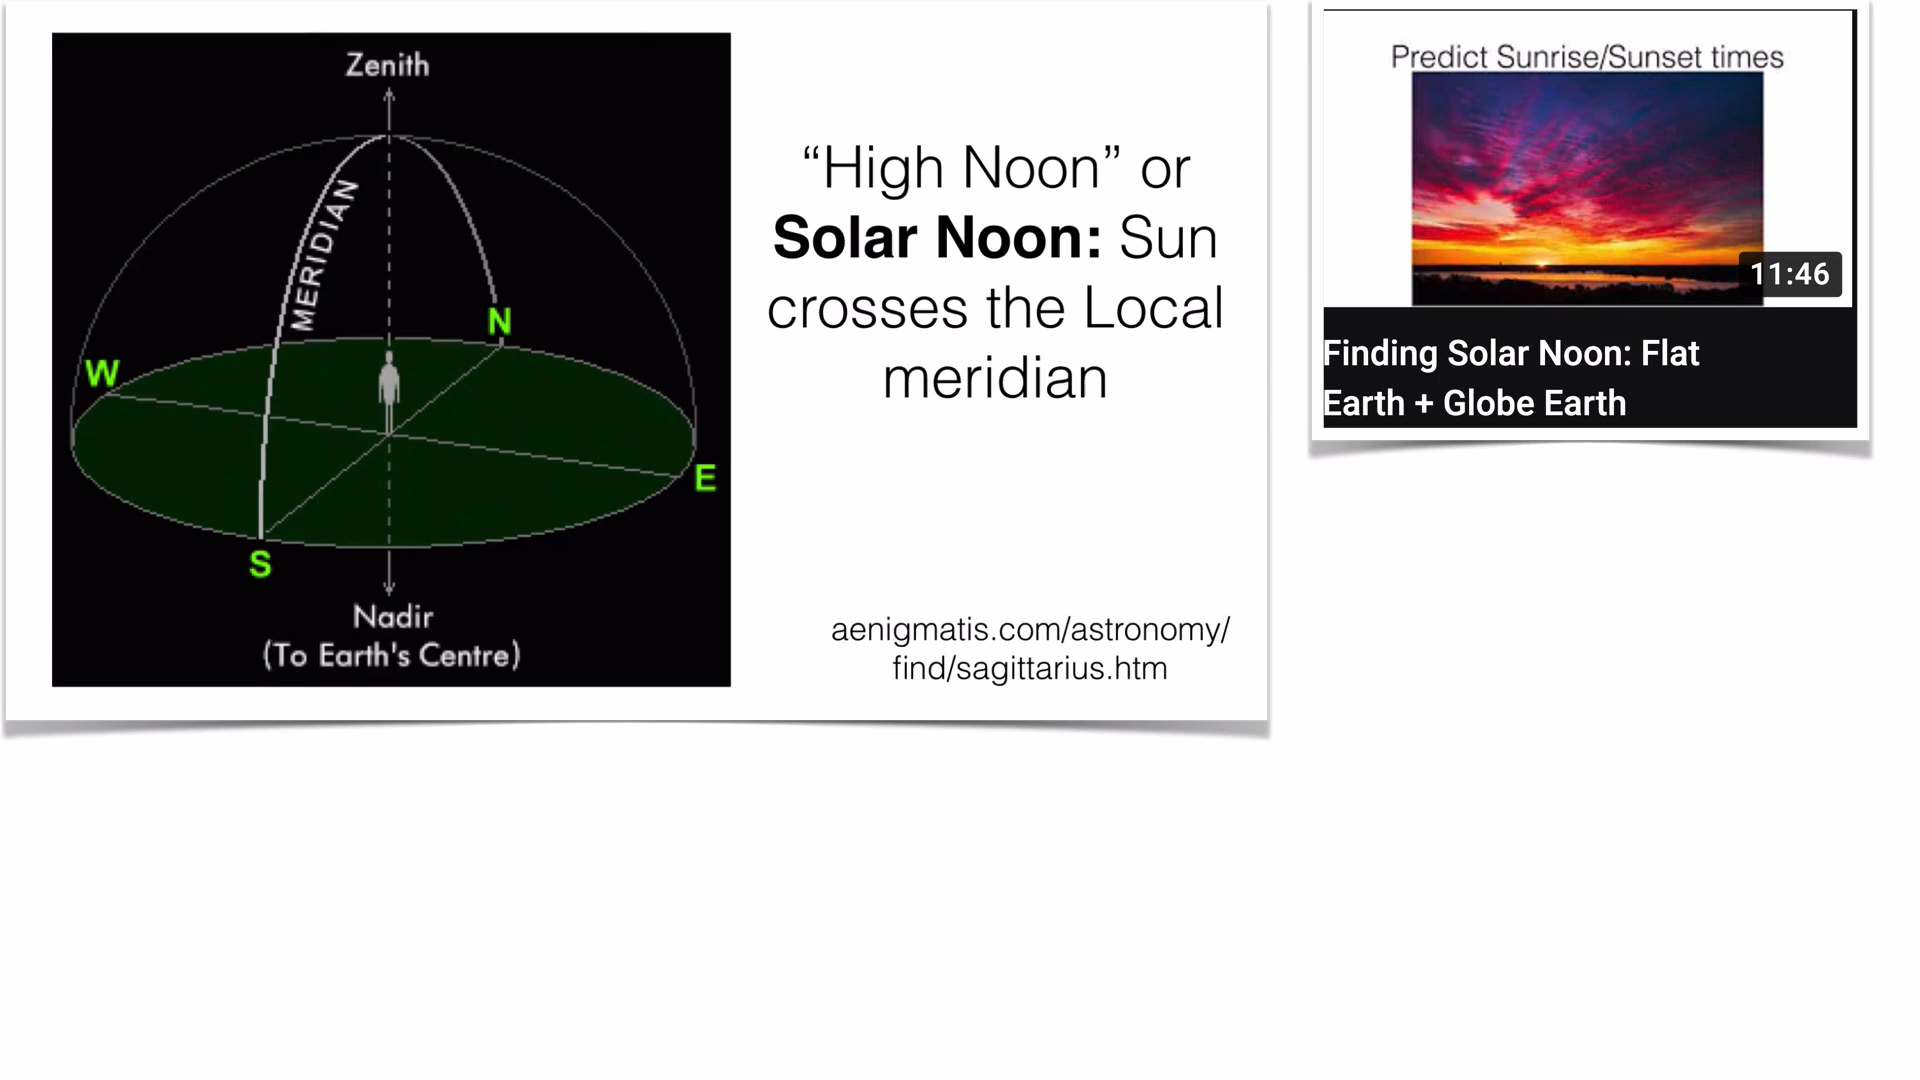 Zenith
MERIDIAN
N
W
E
S
Nadir
(To Earth's Centre)
“High Noon” or
Solar Noon: Sun
crosses the Local
meridian
aenigmatis.com/astronomy/
find/sagittarius.htm
Predict Sunrise/Sunset times
11:46
Finding Solar Noon: Flat
Earth + Globe Earth